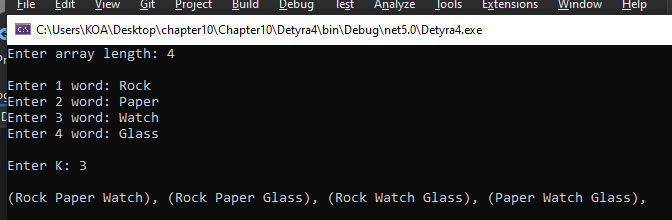 File Edit View Git Project Build Debug Test Analyze Tools Extensions Window Help
C:\Users\KOA\Desktop\chapter10\Chapter10\Detyra4\bin\Debug\net5.0\Detyra4.exe
Enter array length: 4
Enter 1 word: Rock
Enter 2 word: Paper
Enter 3 word: Watch
Enter 4 word: Glass
Enter K: 3
(Rock Paper Watch), (Rock Paper Glass), (Rock Watch Glass), (Paper Watch Glass),